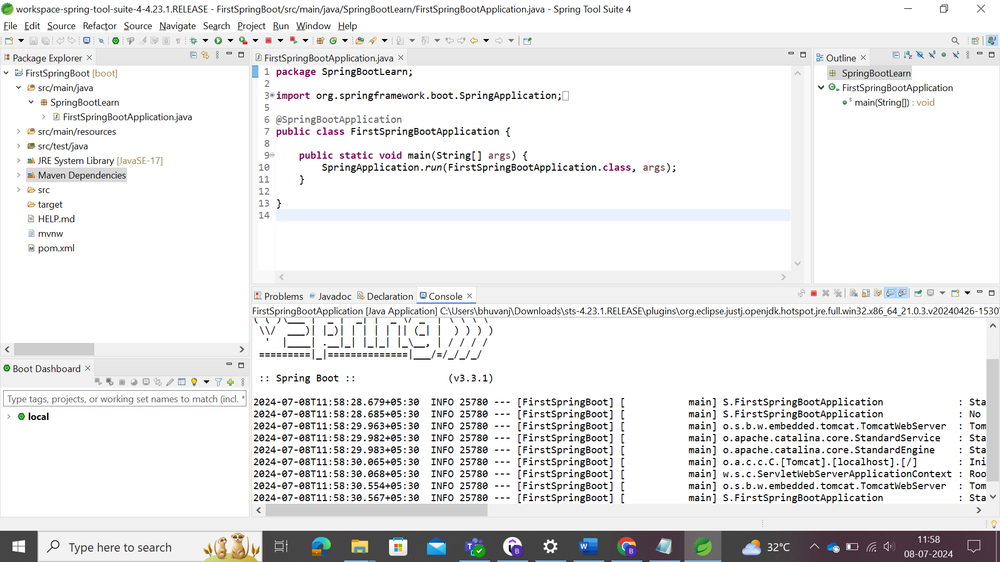 workspace-spring-tool-suite-4-4.23.1.RELEASE - FirstSpringBoot/src/main/java/SpringBootLearn/FirstSpringBootApplication.java - Spring Tool Suite 4
File Edit Source Refactor Source Navigate Search Project Run Window Help
Package Explorer
FirstSpringBoot [boot]
src/main/java
SpringBootLearn
FirstSpringBootApplication.java
src/main/resources
src/test/java
JRE System Library [JavaSE-17]
Maven Dependencies
src
target
HELP.md
mvnw
pom.xml
Boot Dashboard
Type tags, projects, or working set names to match (incl. *
local
FirstSpringBootApplication.java
1 package SpringBootLearn;
2
3 import org.springframework.boot.SpringApplication;
5
6 @SpringBootApplication
7 public class FirstSpringBootApplication {
8
9 public static void main(String[] args) {
10 SpringApplication.run(FirstSpringBootApplication.class, args);
11 }
12
13 }
14
Outline
SpringBootLearn
FirstSpringBootApplication
main(String[]) : void
Problems Javadoc Declaration Console
FirstSpringBootApplication [Java Application] C:\Users\bhuvanj\Downloads\sts-4.23.1.RELEASE\plugins\org.eclipse.justj.openjdk.hotspot.jre.full.win32.x86_64_21.0.3.v20240426-1530
( ( )\___ | '_ | '_| | '_ \/ _` | \ \ \ \
\\/  ___)| |_)| | | | | || (_| |  ) ) ) )
'  |____| .__|_| |_|_| |_\__, | / / / /
=========|_|==============|___/=/_/_/_/
:: Spring Boot :: (v3.3.1)
2024-07-08T11:58:28.679+05:30 INFO 25780 --- [FirstSpringBoot] [ main] S.FirstSpringBootApplication : Sta
2024-07-08T11:58:28.685+05:30 INFO 25780 --- [FirstSpringBoot] [ main] S.FirstSpringBootApplication : No
2024-07-08T11:58:29.963+05:30 INFO 25780 --- [FirstSpringBoot] [ main] o.s.b.w.embedded.tomcat.TomcatWebServer : Tom
2024-07-08T11:58:29.982+05:30 INFO 25780 --- [FirstSpringBoot] [ main] o.apache.catalina.core.StandardService : Sta
2024-07-08T11:58:29.983+05:30 INFO 25780 --- [FirstSpringBoot] [ main] o.apache.catalina.core.StandardEngine : Sta
2024-07-08T11:58:30.065+05:30 INFO 25780 --- [FirstSpringBoot] [ main] o.a.c.c.C.[Tomcat].[localhost].[/] : Ini
2024-07-08T11:58:30.068+05:30 INFO 25780 --- [FirstSpringBoot] [ main] w.s.c.ServletWebServerApplicationContext : Roo
2024-07-08T11:58:30.554+05:30 INFO 25780 --- [FirstSpringBoot] [ main] o.s.b.w.embedded.tomcat.TomcatWebServer : Tom
2024-07-08T11:58:30.567+05:30 INFO 25780 --- [FirstSpringBoot] [ main] S.FirstSpringBootApplication : Sta
Type here to search
32°C
11:58
08-07-2024